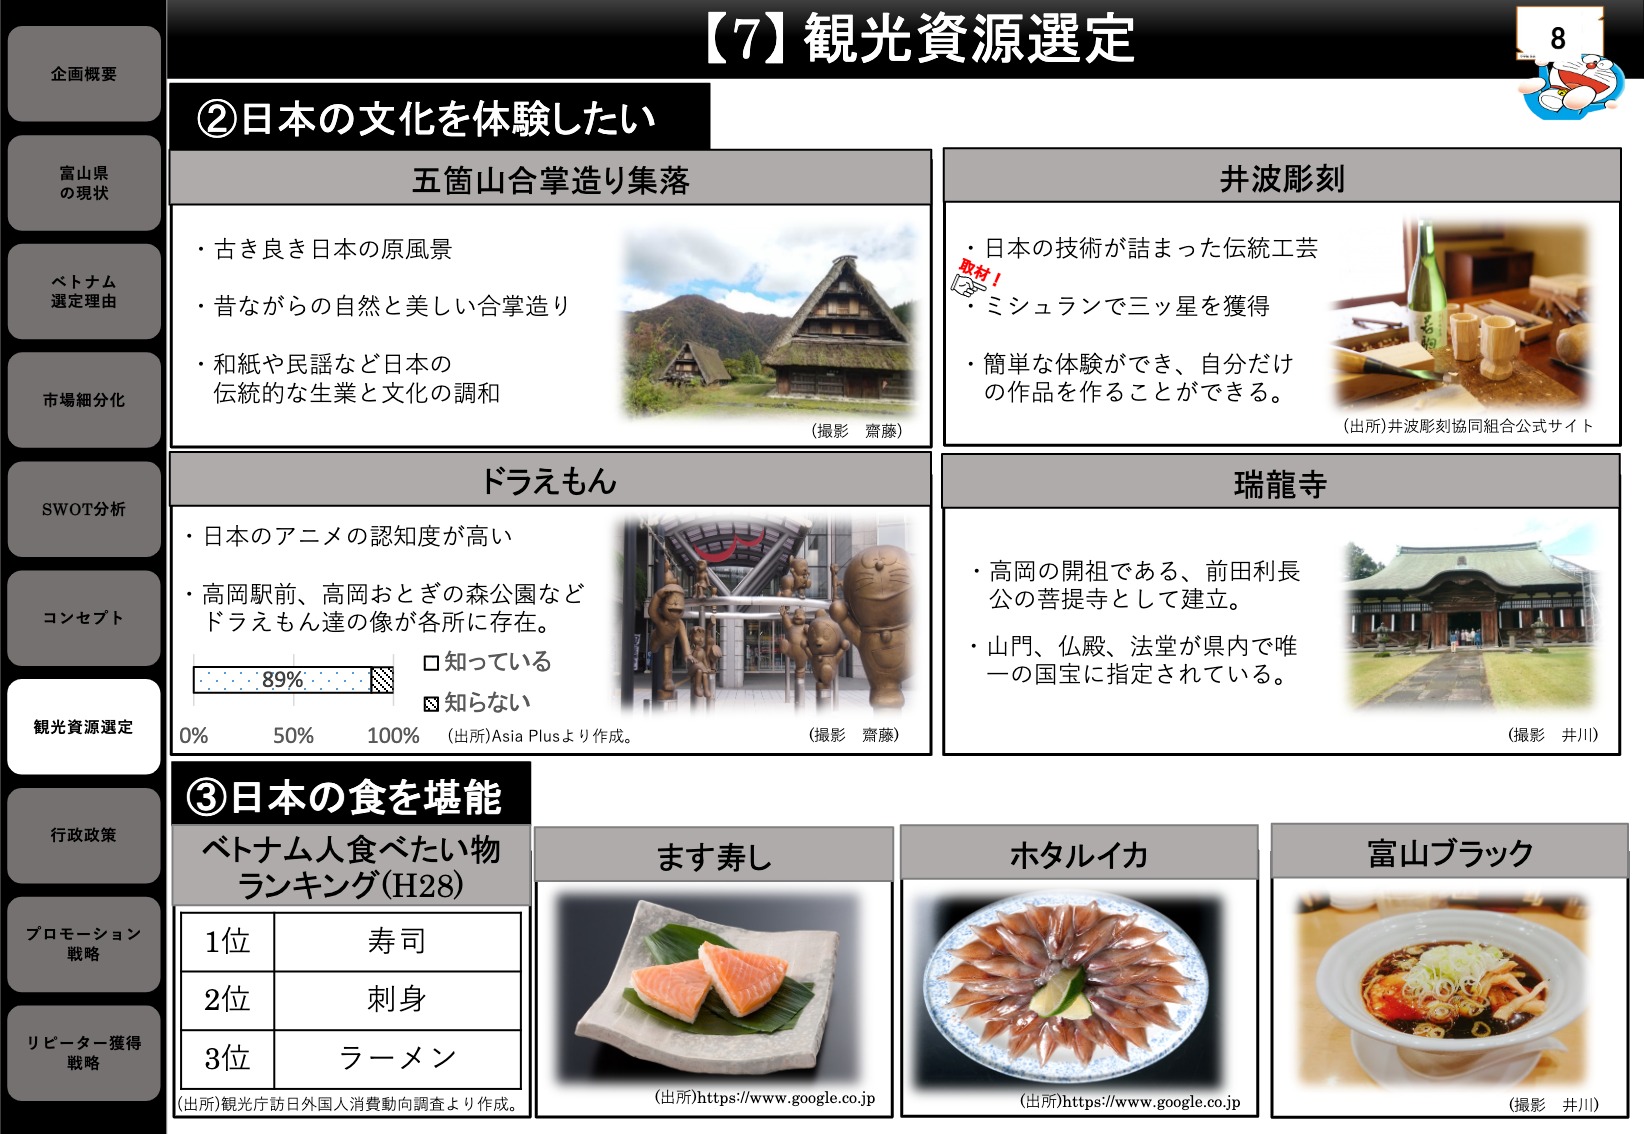 企画概要
富山県
の現状
ベトナム
選定理由
市場細分化
SWOT分析
コンセプト
観光資源選定
行政政策
プロモーション
戦略
リピーター獲得
戦略
【7】観光資源選定
8
②日本の文化を体験したい
五箇山合掌造り集落
・古き良き日本の原風景
・昔ながらの自然と美しい合掌造り
・和紙や民謡など日本の
伝統的な生業と文化の調和
(撮影　齋藤)
井波彫刻
・日本の技術が詰まった伝統工芸
取材！
・ミシュランで三ッ星を獲得
・簡単な体験ができ、自分だけ
の作品を作ることができる。
(出所)井波彫刻協同組合公式サイト
ドラえもん
・日本のアニメの認知度が高い
・高岡駅前、高岡おとぎの森公園など
ドラえもん達の像が各所に存在。
89%
知っている
知らない
0% 50% 100%
(出所)Asia Plusより作成。
(撮影　齋藤)
瑞龍寺
・高岡の開祖である、前田利長
公の菩提寺として建立。
・山門、仏殿、法堂が県内で唯
一の国宝に指定されている。
(撮影　井川)
③日本の食を堪能
ベトナム人食べたい物
ランキング(H28)
1位 寿司
2位 刺身
3位 ラーメン
(出所)観光庁訪日外国人消費動向調査より作成。
ます寿し
(出所)https://www.google.co.jp
ホタルイカ
(出所)https://www.google.co.jp
富山ブラック
(撮影　井川)